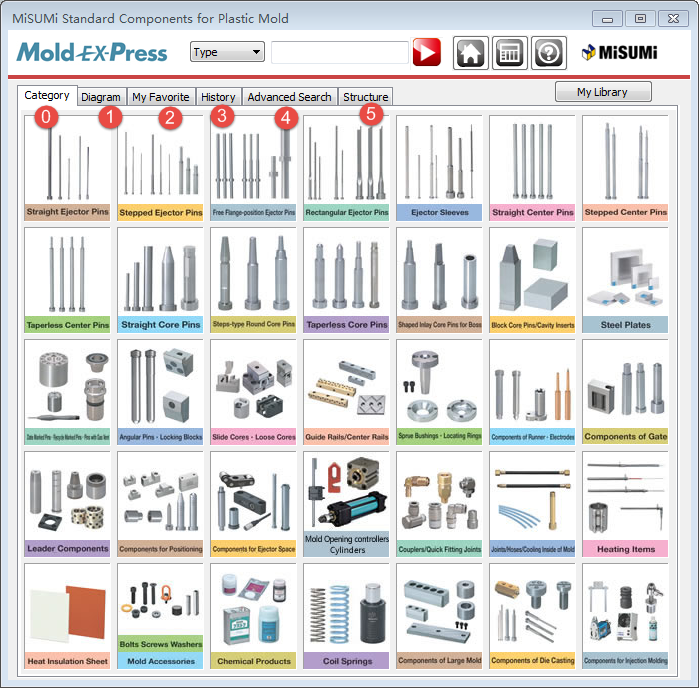 MiSUMi Standard Components for Plastic Mold
Mold EX-Press
Type
MiSUMi
Category
Diagram
My Favorite
History
Advanced Search
Structure
My Library
0
1
2
3
4
5
Straight Ejector Pins
Stepped Ejector Pins
Free Flange-position Ejector Pins
Rectangular Ejector Pins
Ejector Sleeves
Straight Center Pins
Stepped Center Pins
Taperless Center Pins
Straight Core Pins
Steps-type Round Core Pins
Taperless Core Pins
Shaped Inlay Core Pins for Boss
Block Core Pins/Cavity Inserts
Steel Plates
Date Marked Pins · Recycle Marked Pins · Pins with Gas Vent
Angular Pins · Locking Blocks
Slide Cores · Loose Cores
Guide Rails/Center Rails
Sprue Bushings · Locating Rings
Components of Runner · Electrodes
Components of Gate
Leader Components
Components for Positioning
Components for Ejector Space
Mold Opening controllers
Cylinders
Couplers/Quick Fitting Joints
Joints/Hoses/Cooling Inside of Mold
Heating Items
Heat Insulation Sheet
Bolts Screws Washers
Mold Accessories
Chemical Products
Coil Springs
Components of Large Mold
Components of Die Casting
Components for Injection Molding